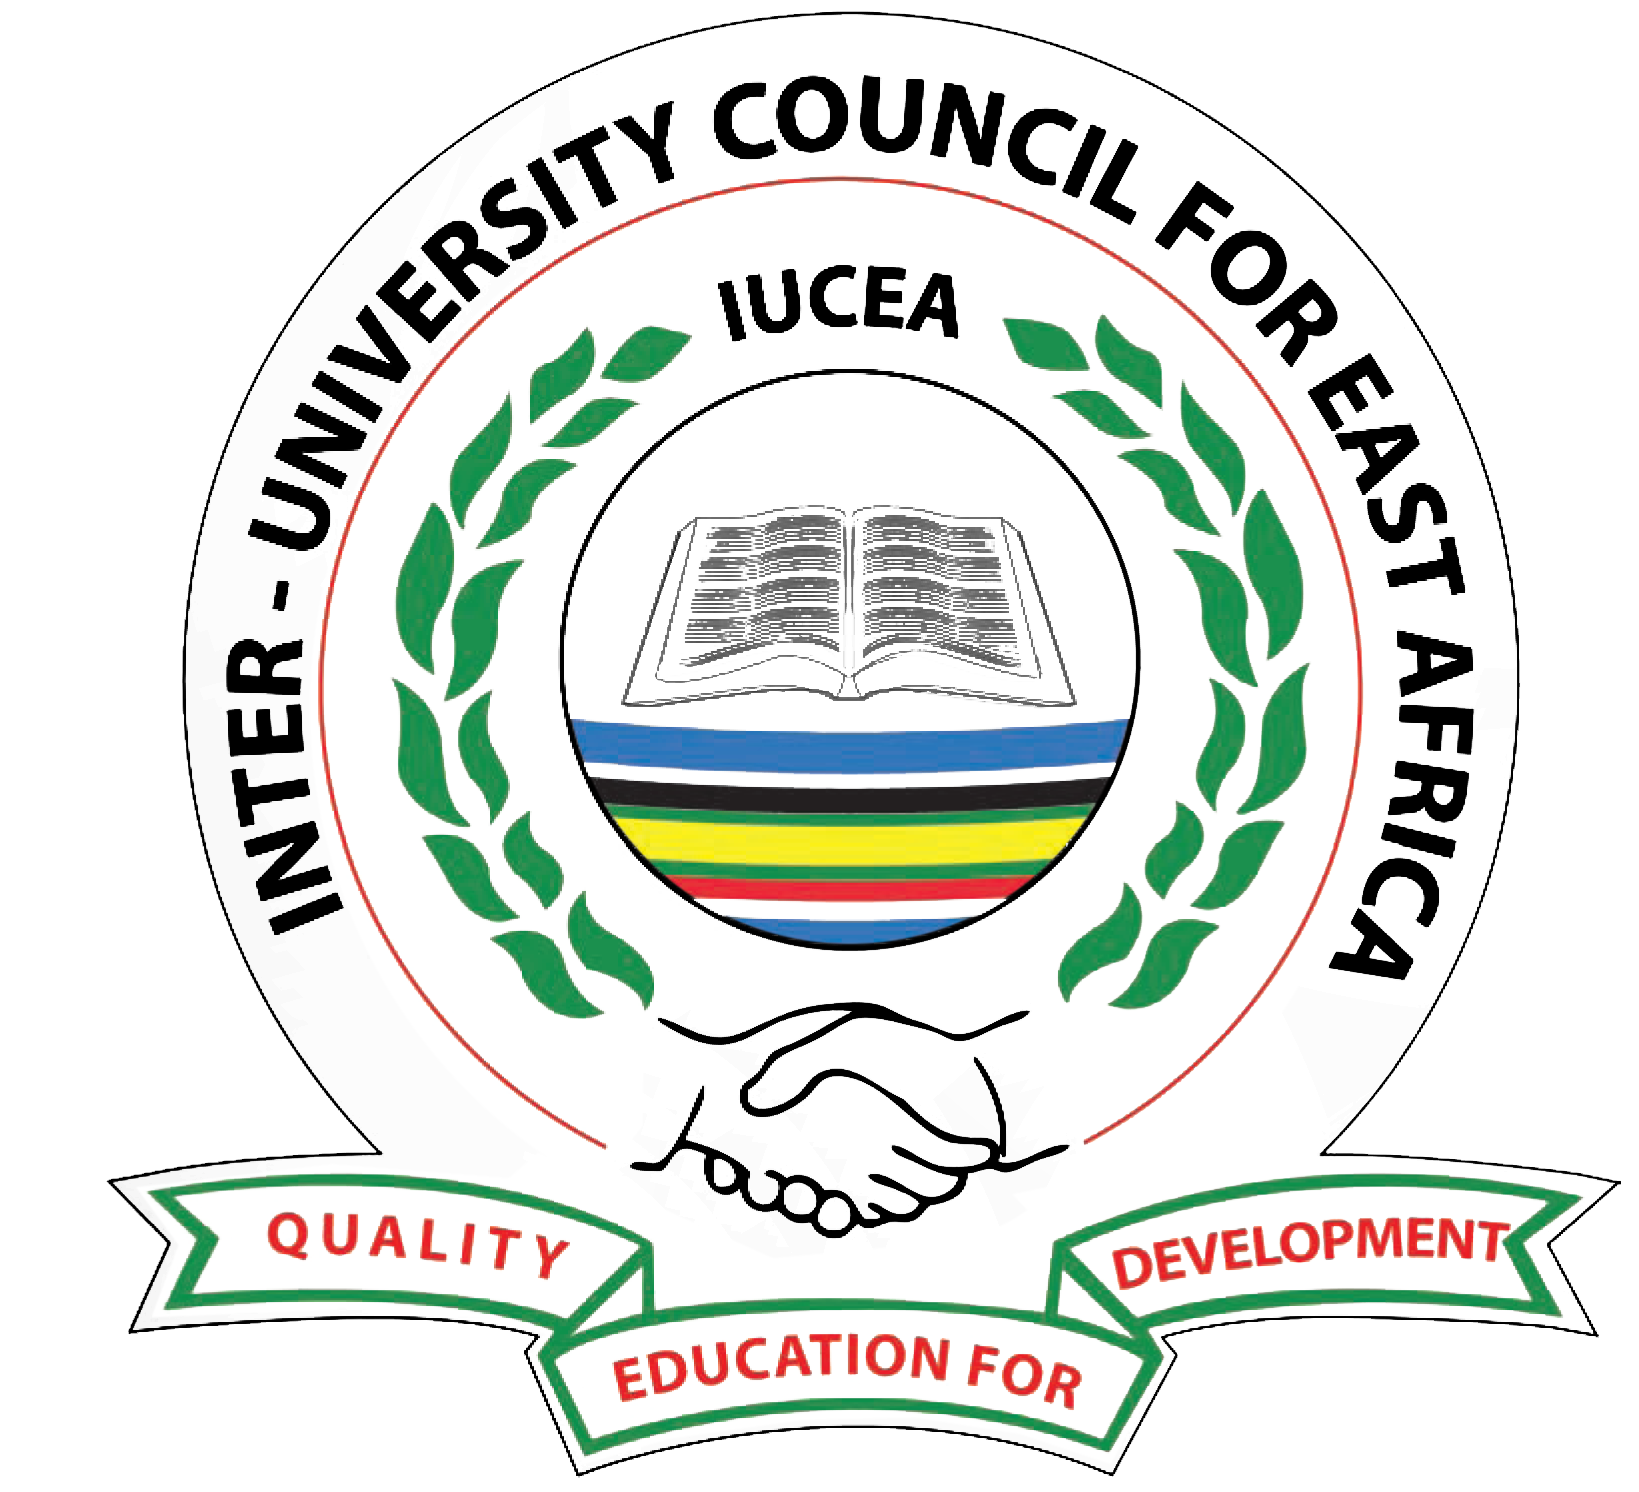 INTER - UNIVERSITY COUNCIL FOR EAST AFRICA
IUCEA
QUALITY
EDUCATION FOR
DEVELOPMENT